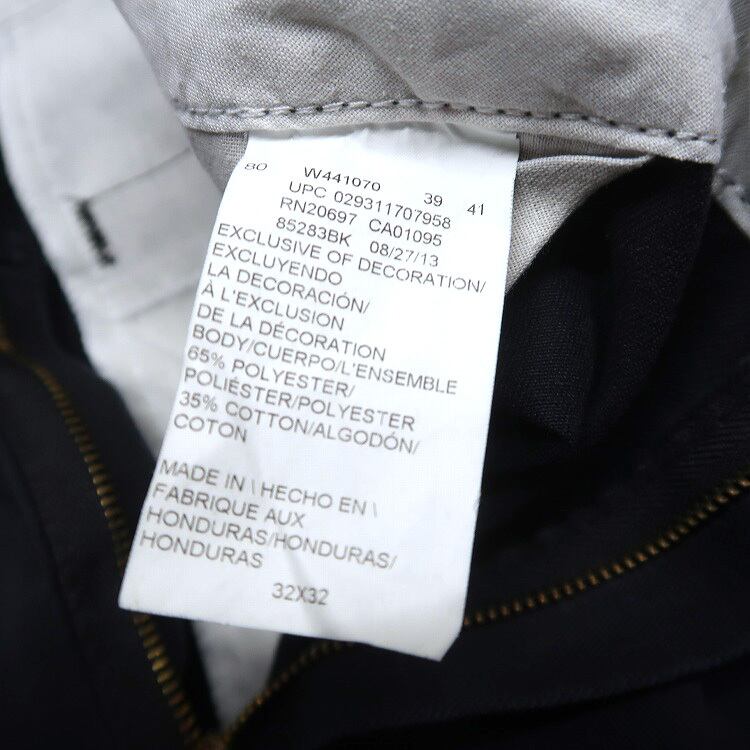 80 W441070 39 41
UPC 029311707958
RN20697 CA01095
85283BK 08/27/13
EXCLUSIVE OF DECORATION/
EXCLUYENDO
LA DECORACIÓN/
À L'EXCLUSION
DE LA DÉCORATION
BODY/CUERPO/L'ENSEMBLE
65% POLYESTER/
POLIÉSTER/POLYESTER
35% COTTON/ALGODÓN/
COTON
MADE IN \ HECHO EN \
FABRIQUE AUX
HONDURAS/HONDURAS/
HONDURAS
32X32